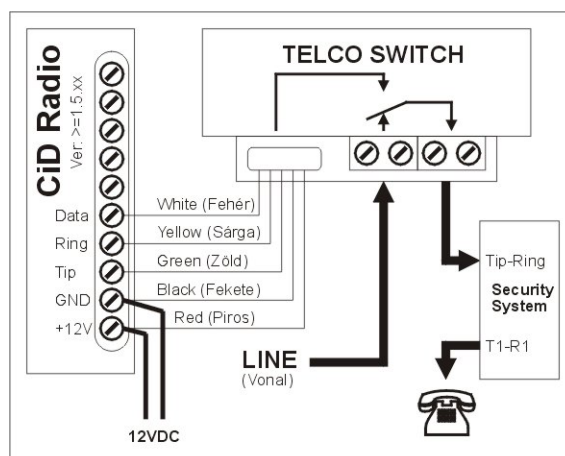 CiD Radio
Ver: >=1.5.xx
TELCO SWITCH
Data
White (Fehér)
Ring
Yellow (Sárga)
Tip
Green (Zöld)
GND
Black (Fekete)
+12V
Red (Piros)
12VDC
LINE
(Vonal)
Tip-Ring
Security
System
T1-R1